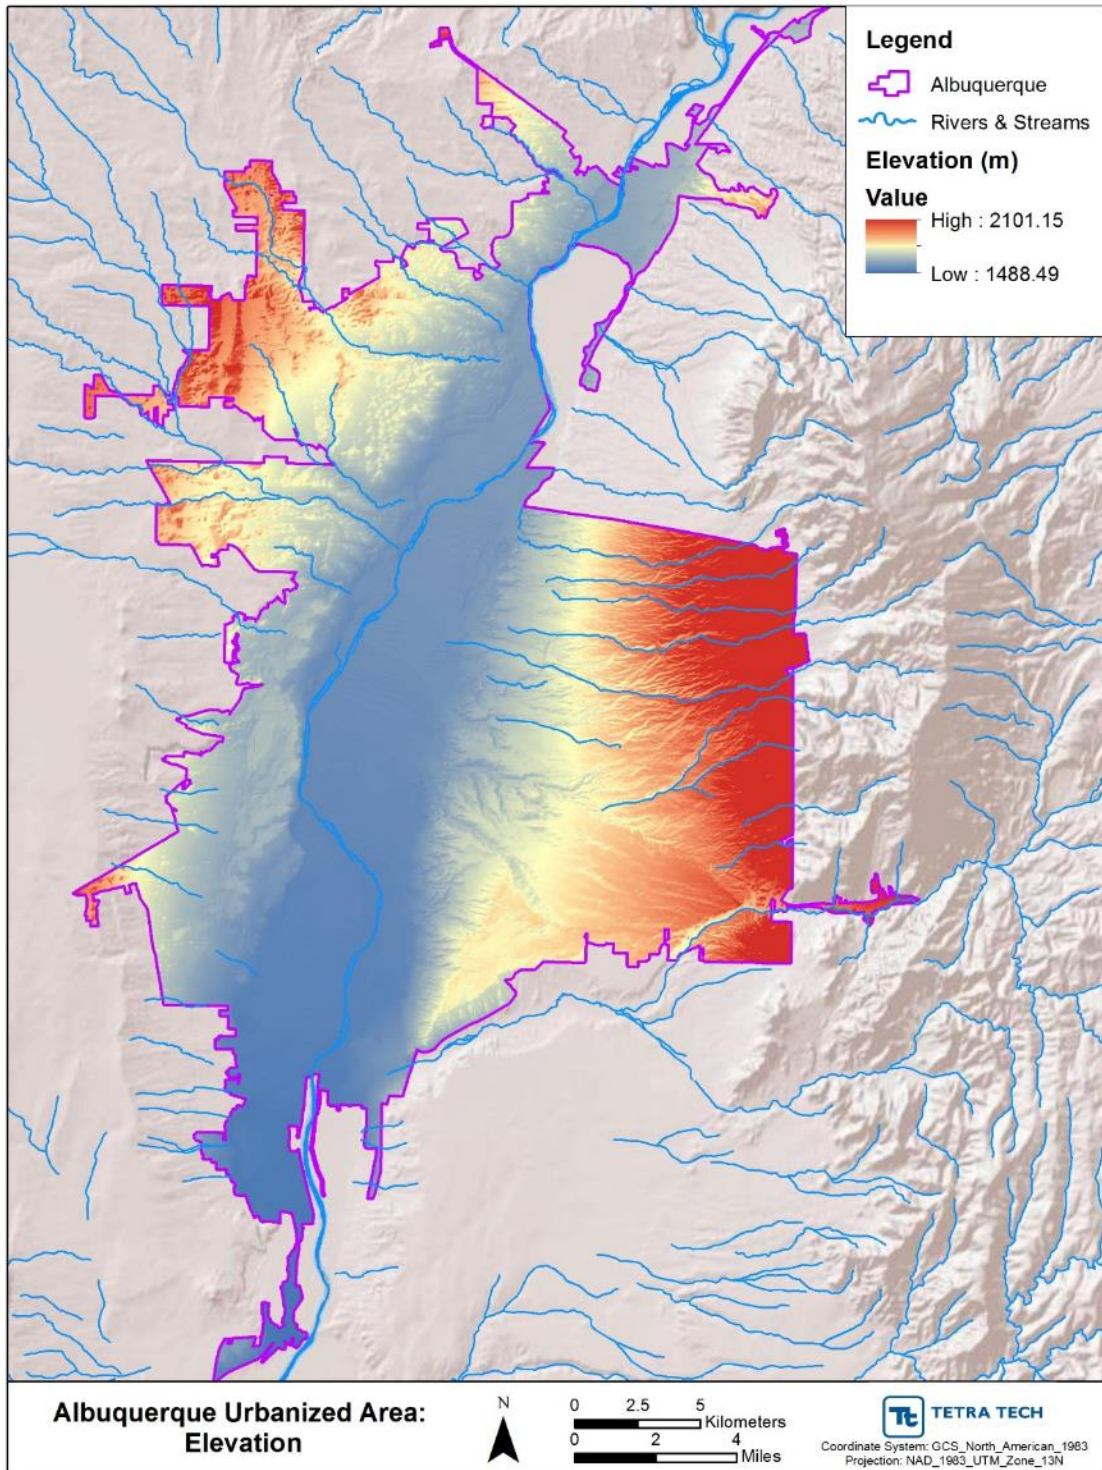 Legend
Albuquerque
Rivers & Streams
Elevation (m)
Value
High : 2101.15
Low : 1488.49
Albuquerque Urbanized Area:
Elevation
N
0 2.5 5
Kilometers
0 2 4
Miles
Tt TETRA TECH
Coordinate System: GCS_North_American_1983
Projection: NAD_1983_UTM_Zone_13N